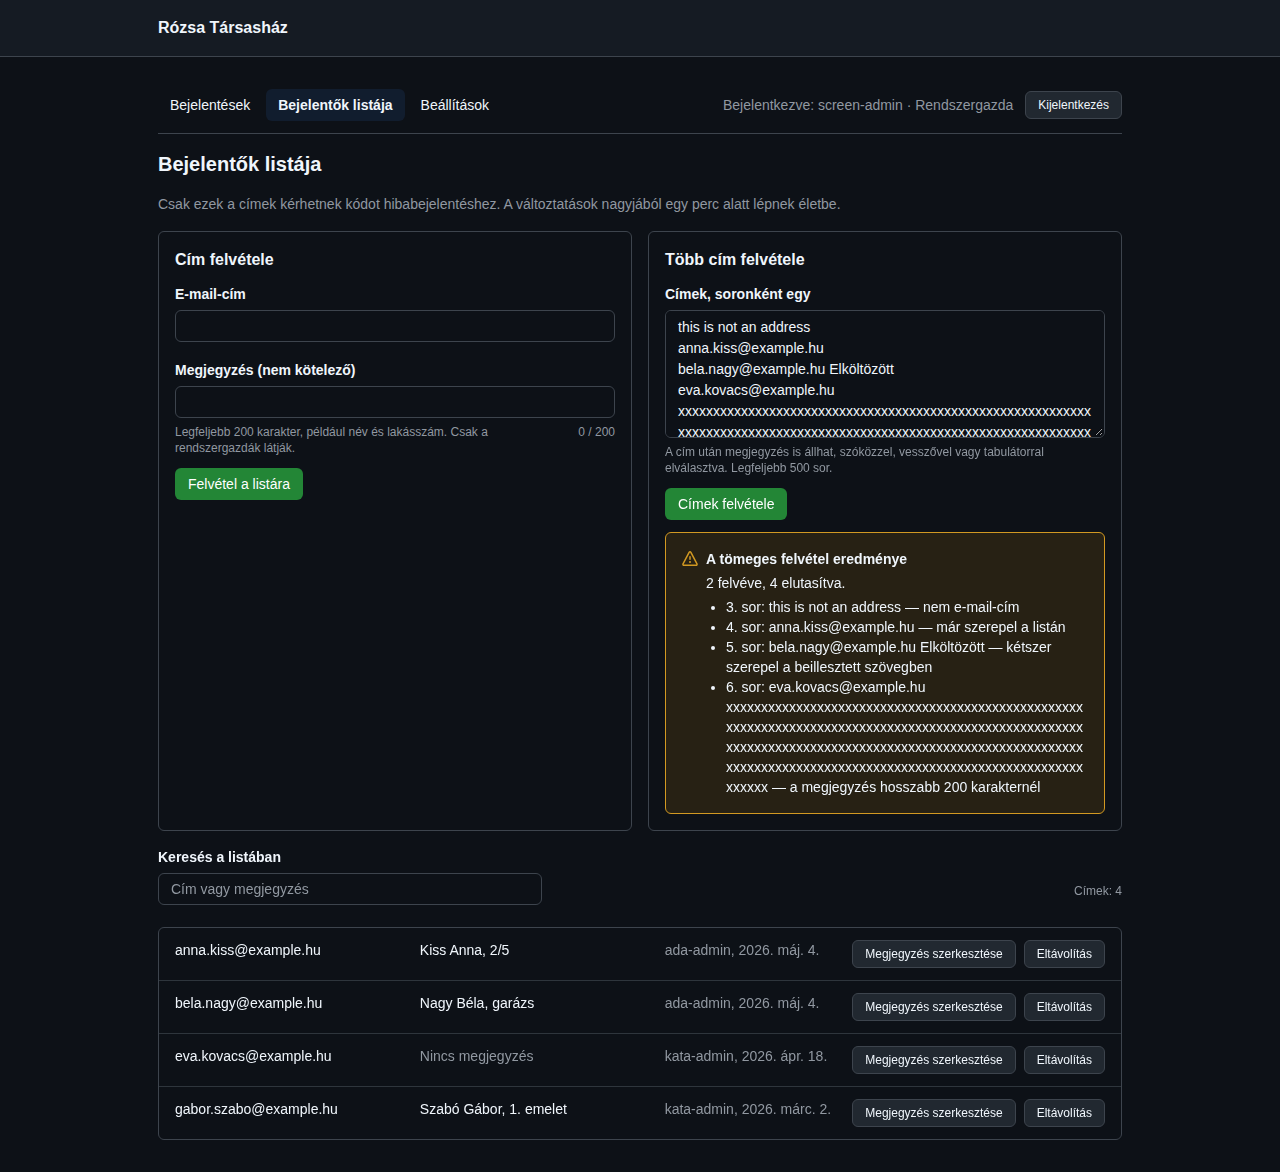 Rózsa Társasház
Bejelentések Bejelentők listája Beállítások Bejelentkezve: screen-admin · Rendszergazda Kijelentkezés
Bejelentők listája
Csak ezek a címek kérhetnek kódot hibabejelentéshez. A változtatások nagyjából egy perc alatt lépnek életbe.
Cím felvétele
E-mail-cím
Megjegyzés (nem kötelező)
Legfeljebb 200 karakter, például név és lakásszám. Csak a 0 / 200
rendszergazdák látják.
Felvétel a listára
Több cím felvétele
Címek, soronként egy
this is not an address
anna.kiss@example.hu
bela.nagy@example.hu Elköltözött
eva.kovacs@example.hu
xxxxxxxxxxxxxxxxxxxxxxxxxxxxxxxxxxxxxxxxxxxxxxxxxxxxxxxxxxx
xxxxxxxxxxxxxxxxxxxxxxxxxxxxxxxxxxxxxxxxxxxxxxxxxxxxxxxxxxx
A cím után megjegyzés is állhat, szóközzel, vesszővel vagy tabulátorral
elválasztva. Legfeljebb 500 sor.
Címek felvétele
A tömeges felvétel eredménye
2 felvéve, 4 elutasítva.
• 3. sor: this is not an address — nem e-mail-cím
• 4. sor: anna.kiss@example.hu — már szerepel a listán
• 5. sor: bela.nagy@example.hu Elköltözött — kétszer
szerepel a beillesztett szövegben
• 6. sor: eva.kovacs@example.hu
xxxxxxxxxxxxxxxxxxxxxxxxxxxxxxxxxxxxxxxxxxxxxxxxxxx
xxxxxxxxxxxxxxxxxxxxxxxxxxxxxxxxxxxxxxxxxxxxxxxxxxx
xxxxxxxxxxxxxxxxxxxxxxxxxxxxxxxxxxxxxxxxxxxxxxxxxxx
xxxxxxxxxxxxxxxxxxxxxxxxxxxxxxxxxxxxxxxxxxxxxxxxxxx
xxxxxx — a megjegyzés hosszabb 200 karakternél
Keresés a listában
Cím vagy megjegyzés Címek: 4
anna.kiss@example.hu Kiss Anna, 2/5 ada-admin, 2026. máj. 4. Megjegyzés szerkesztése Eltávolítás
bela.nagy@example.hu Nagy Béla, garázs ada-admin, 2026. máj. 4. Megjegyzés szerkesztése Eltávolítás
eva.kovacs@example.hu Nincs megjegyzés kata-admin, 2026. ápr. 18. Megjegyzés szerkesztése Eltávolítás
gabor.szabo@example.hu Szabó Gábor, 1. emelet kata-admin, 2026. márc. 2. Megjegyzés szerkesztése Eltávolítás